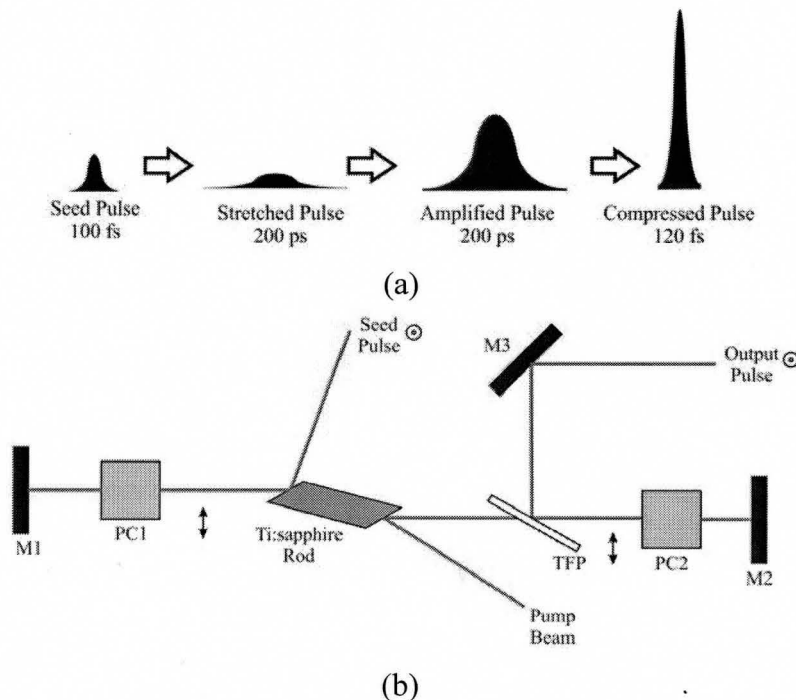 Seed Pulse
100 fs
Stretched Pulse
200 ps
Amplified Pulse
200 ps
Compressed Pulse
120 fs
(a)
Seed
Pulse
M3
Output
Pulse
M1
PC1
Ti:sapphire
Rod
TFP
PC2
M2
Pump
Beam
(b)